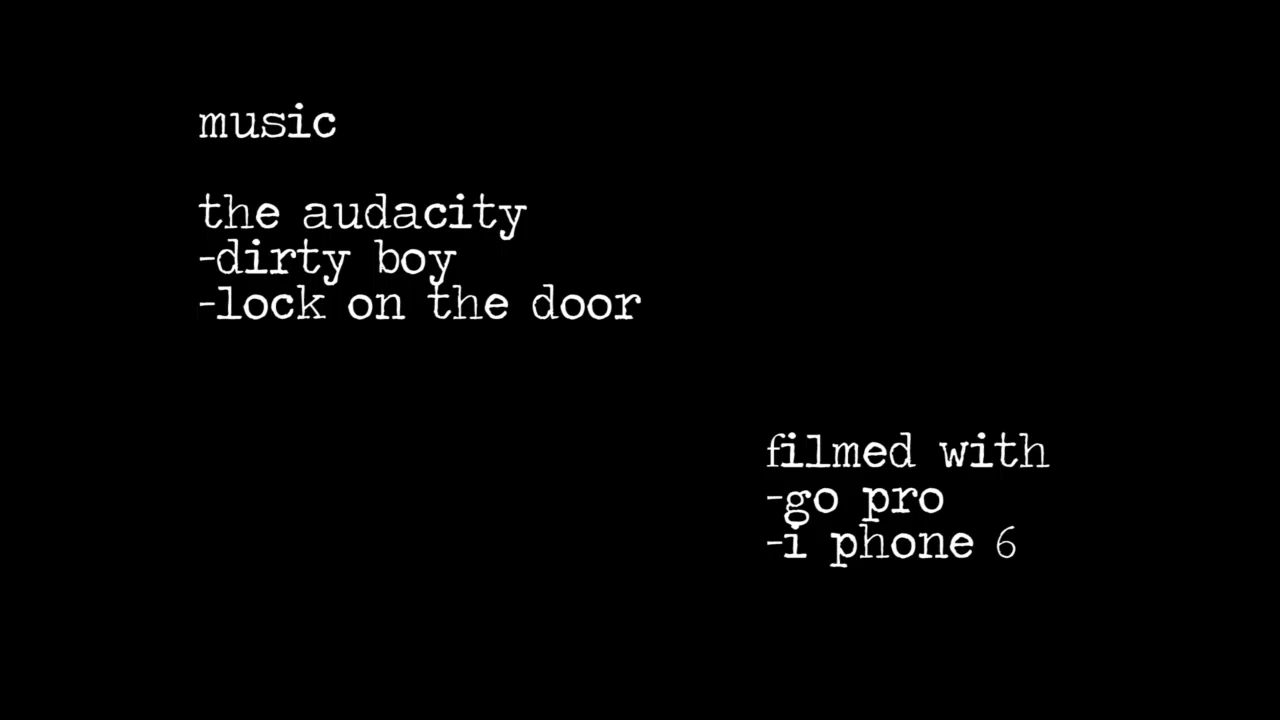 music
the audacity
-dirty boy
-lock on the door
filmed with
-go pro
-i phone 6